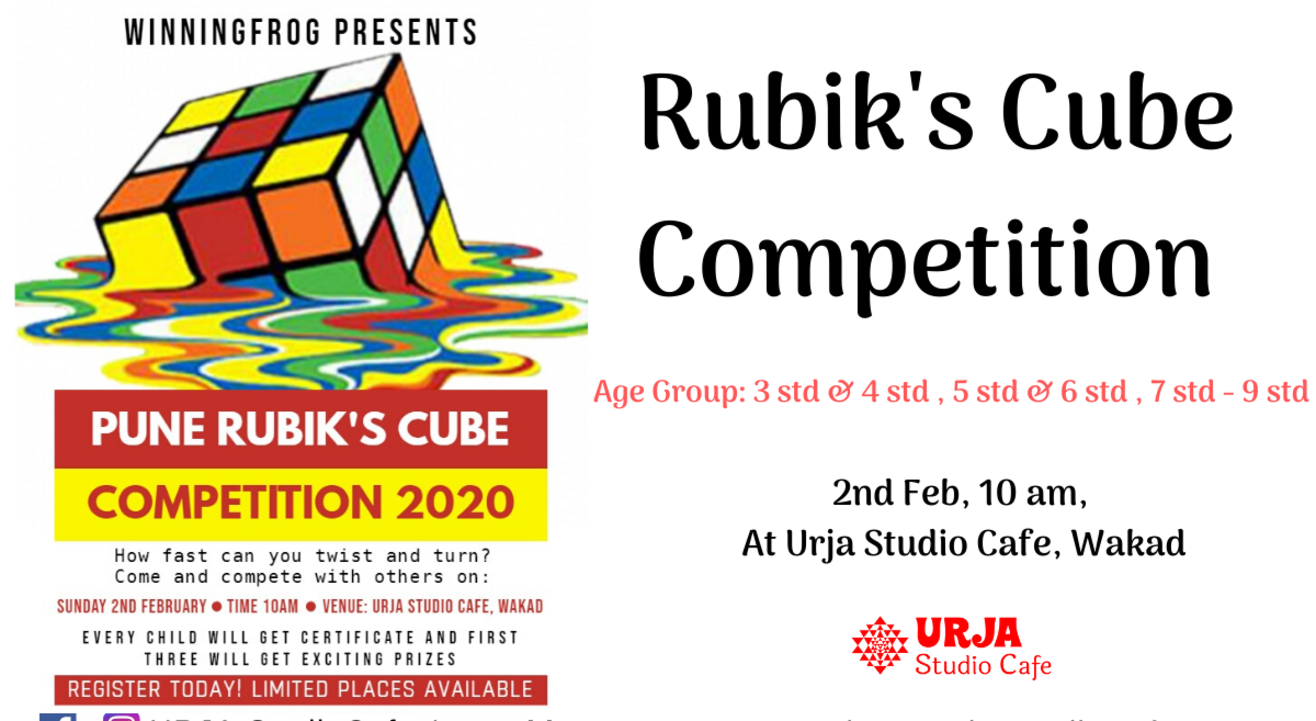 WINNINGFROG PRESENTS
PUNE RUBIK'S CUBE
COMPETITION 2020
How fast can you twist and turn?
Come and compete with others on:
SUNDAY 2ND FEBRUARY ● TIME 10AM ● VENUE: URJA STUDIO CAFE, WAKAD
EVERY CHILD WILL GET CERTIFICATE AND FIRST
THREE WILL GET EXCITING PRIZES
REGISTER TODAY! LIMITED PLACES AVAILABLE
Rubik's Cube
Competition
Age Group: 3 std & 4 std , 5 std & 6 std , 7 std - 9 std
2nd Feb, 10 am,
At Urja Studio Cafe, Wakad
URJA
Studio Cafe